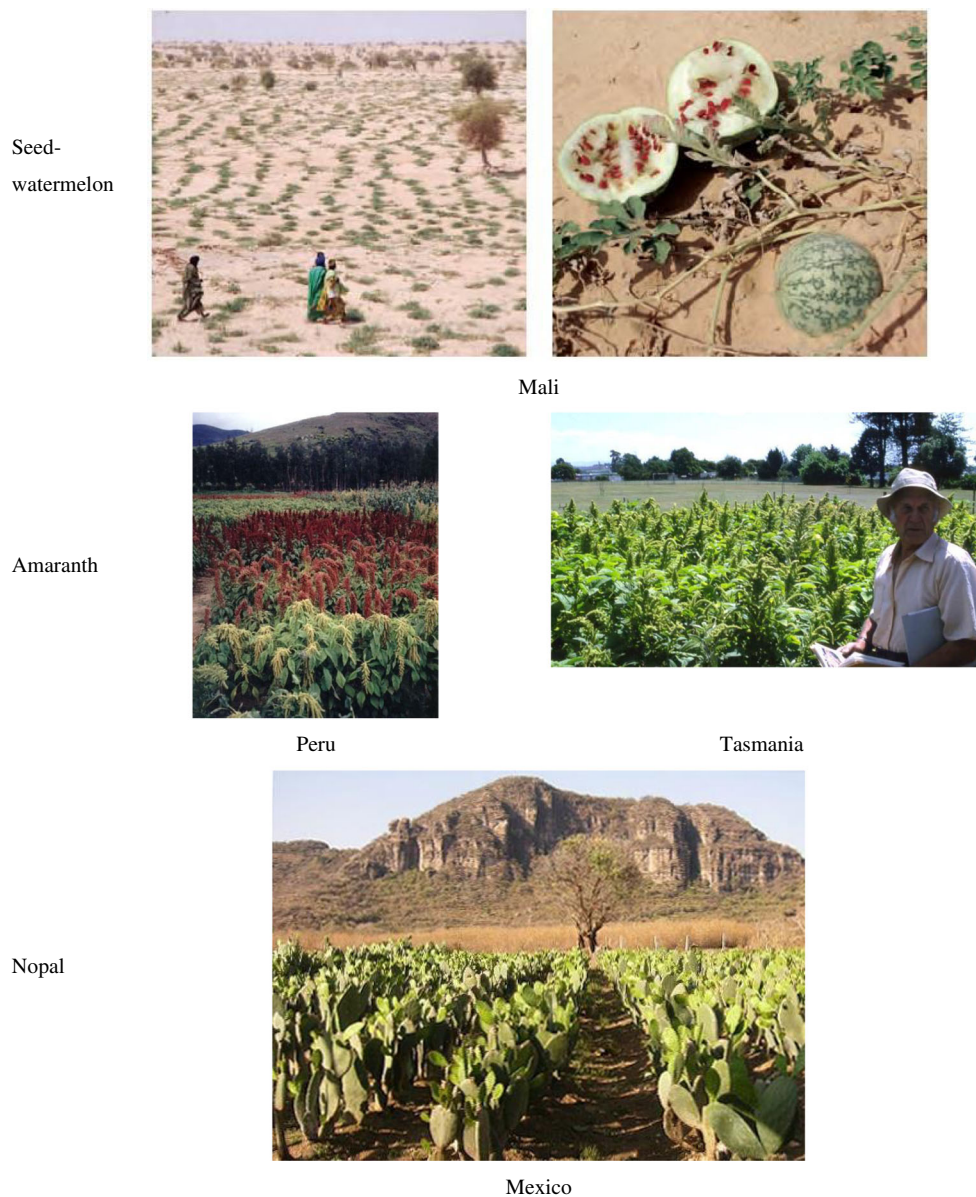 Seed-
watermelon
Mali
Amaranth
Peru
Tasmania
Nopal
Mexico